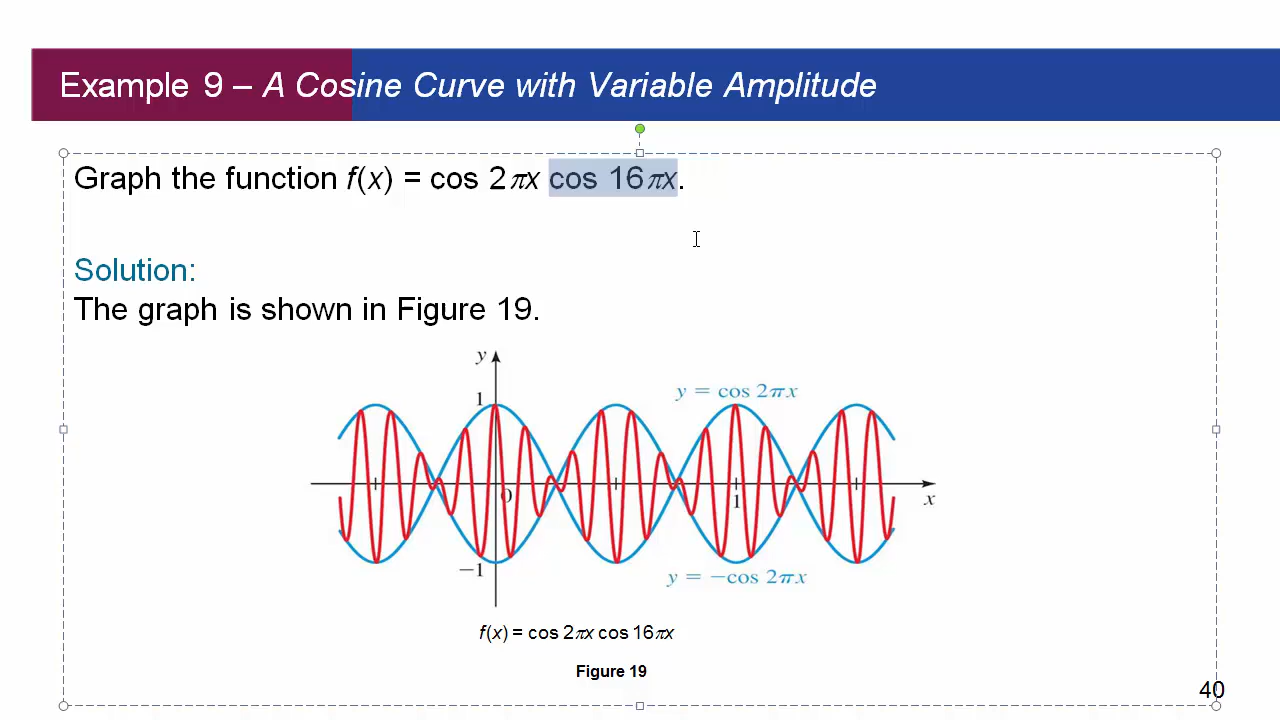 Example 9 – A Cosine Curve with Variable Amplitude
Graph the function f(x) = cos 2πx cos 16πx.
Solution:
The graph is shown in Figure 19.
y
1
y = cos 2πx
0
1
x
−1
y = −cos 2πx
f(x) = cos 2πx cos 16πx
Figure 19
40